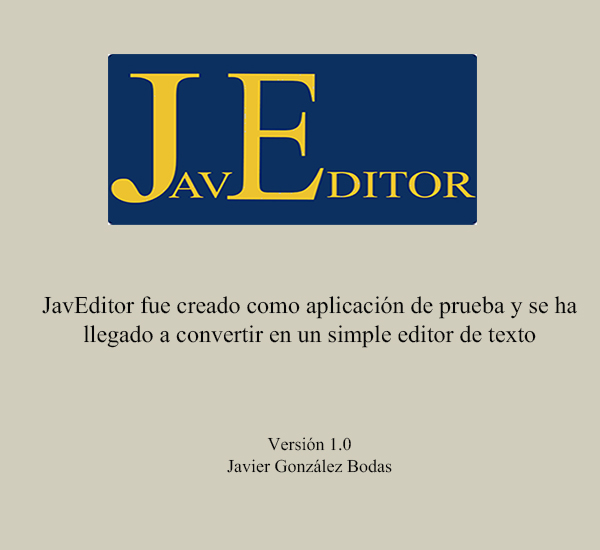 JAVEDITOR
JavEditor fue creado como aplicación de prueba y se ha
llegado a convertir en un simple editor de texto
Versión 1.0
Javier González Bodas